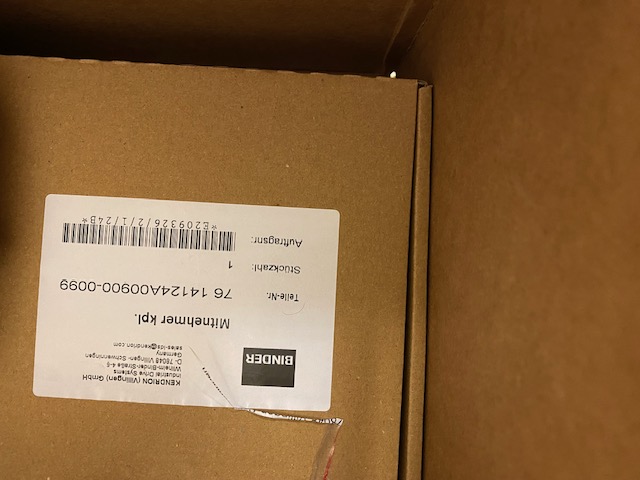 BINDER
KENDRION (Villingen) GmbH
Industrial Drive Systems
Wilhelm-Binder-Straße 4-6
D- 78048 Villingen- Schwenningen
Germany
sales-ids@kendrion.com
Mitnehmer kpl.
Teile-Nr. 76 14124A00900-0099
Stückzahl: 1
Auftragsnr:
*E209326/2/1/24B*